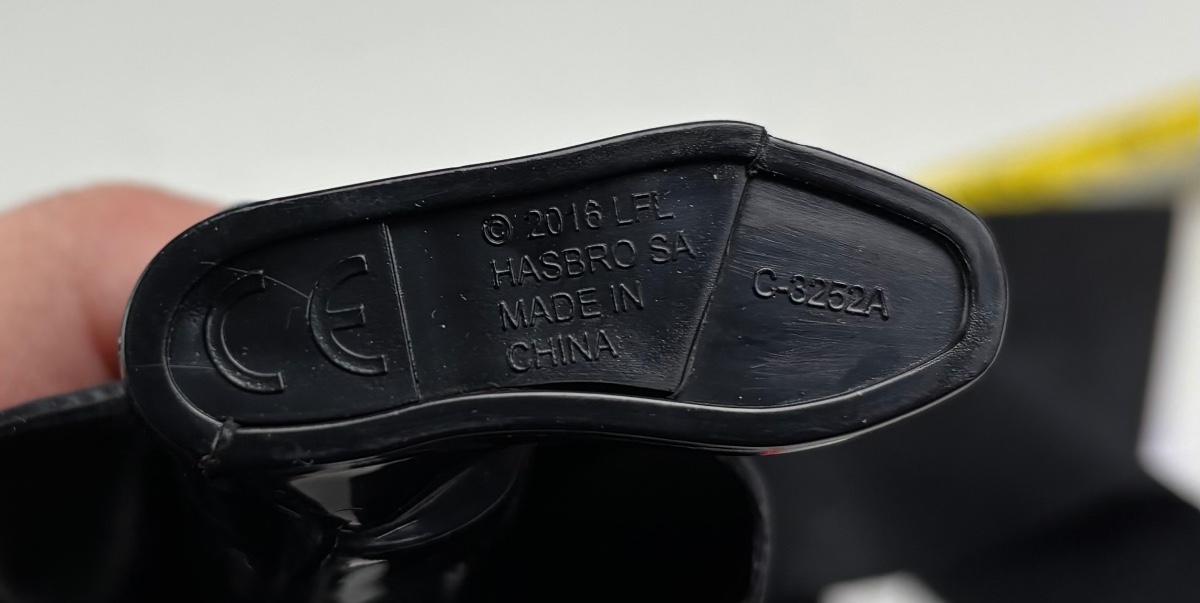 CE
© 2016 LFL
HASBRO SA
MADE IN
CHINA
C-3252A